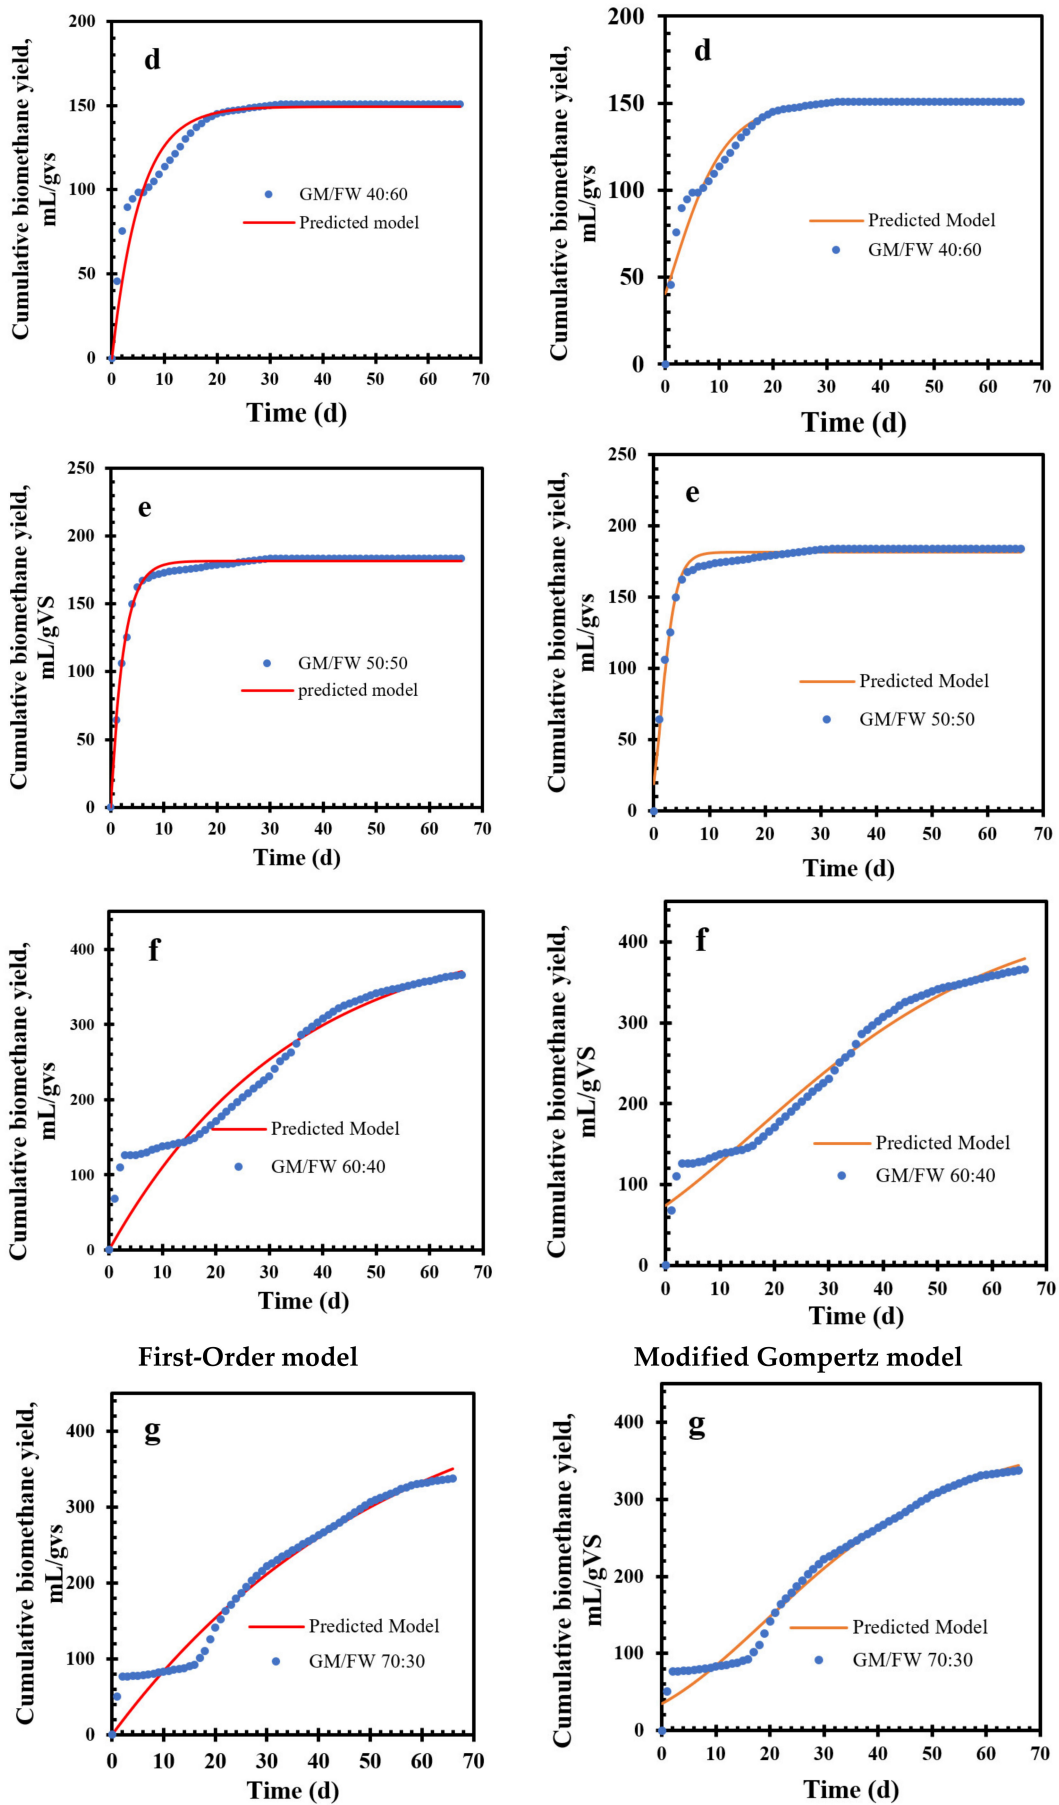 Cumulative biomethane yield,
mL/gvs
200
150
100
50
0
d
GM/FW 40:60
Predicted model
0 10 20 30 40 50 60 70
Time (d)
Cumulative biomethane yield,
mL/gvs
200
150
100
50
0
d
Predicted Model
GM/FW 40:60
0 10 20 30 40 50 60 70
Time (d)
Cumulative biomethane yield,
mL/gVS
250
200
150
100
50
0
e
GM/FW 50:50
predicted model
0 10 20 30 40 50 60 70
Time (d)
Cumulative biomethane yield,
mL/gvs
250
200
150
100
50
0
e
Predicted Model
GM/FW 50:50
0 10 20 30 40 50 60 70
Time (d)
Cumulative biomethane yield,
mL/gvs
400
300
200
100
0
f
Predicted Model
GM/FW 60:40
0 10 20 30 40 50 60 70
Time (d)
Cumulative biomethane yield,
mL/gVS
400
300
200
100
0
f
Predicted Model
GM/FW 60:40
0 10 20 30 40 50 60 70
Time (d)
First-Order model
Modified Gompertz model
Cumulative biomethane yield,
mL/gvs
400
300
200
100
0
g
Predicted Model
GM/FW 70:30
0 10 20 30 40 50 60 70
Time (d)
Cumulative biomethane yield,
mL/gVS
400
300
200
100
0
g
Predicted Model
GM/FW 70:30
0 10 20 30 40 50 60 70
Time (d)